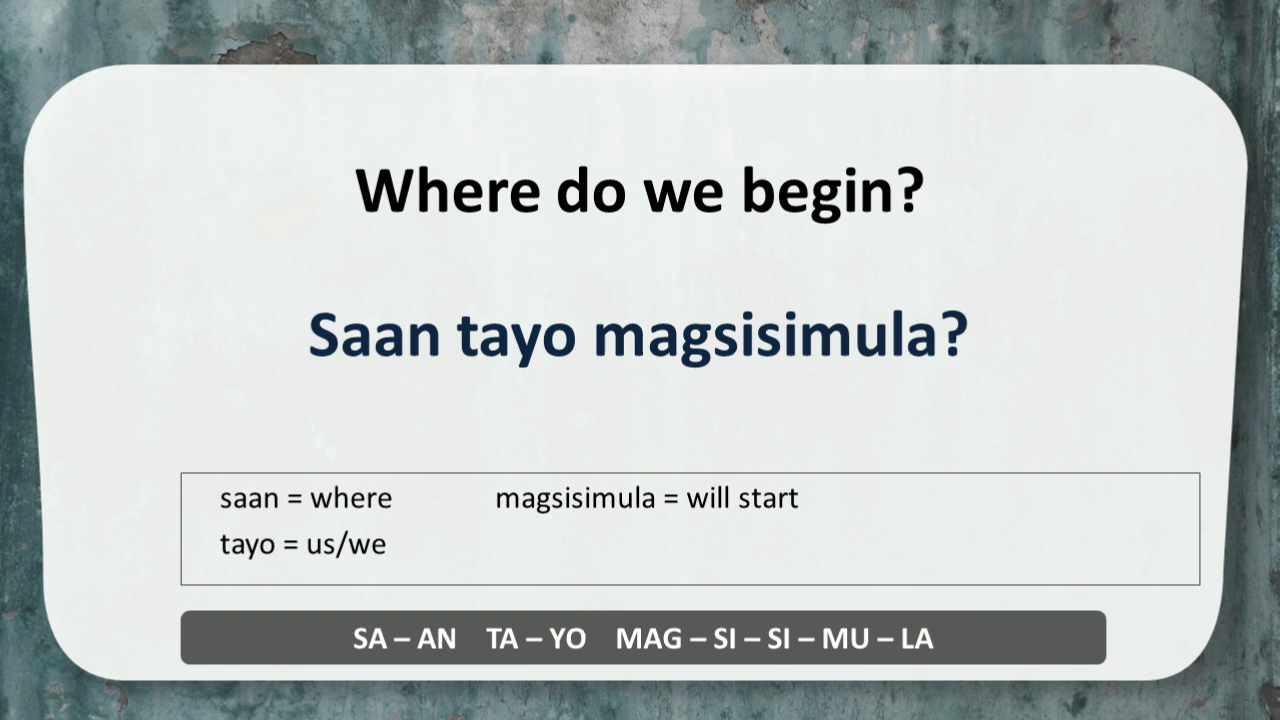 Where do we begin?
Saan tayo magsisimula?
saan = where magsisimula = will start
tayo = us/we
SA – AN TA – YO MAG – SI – SI – MU – LA